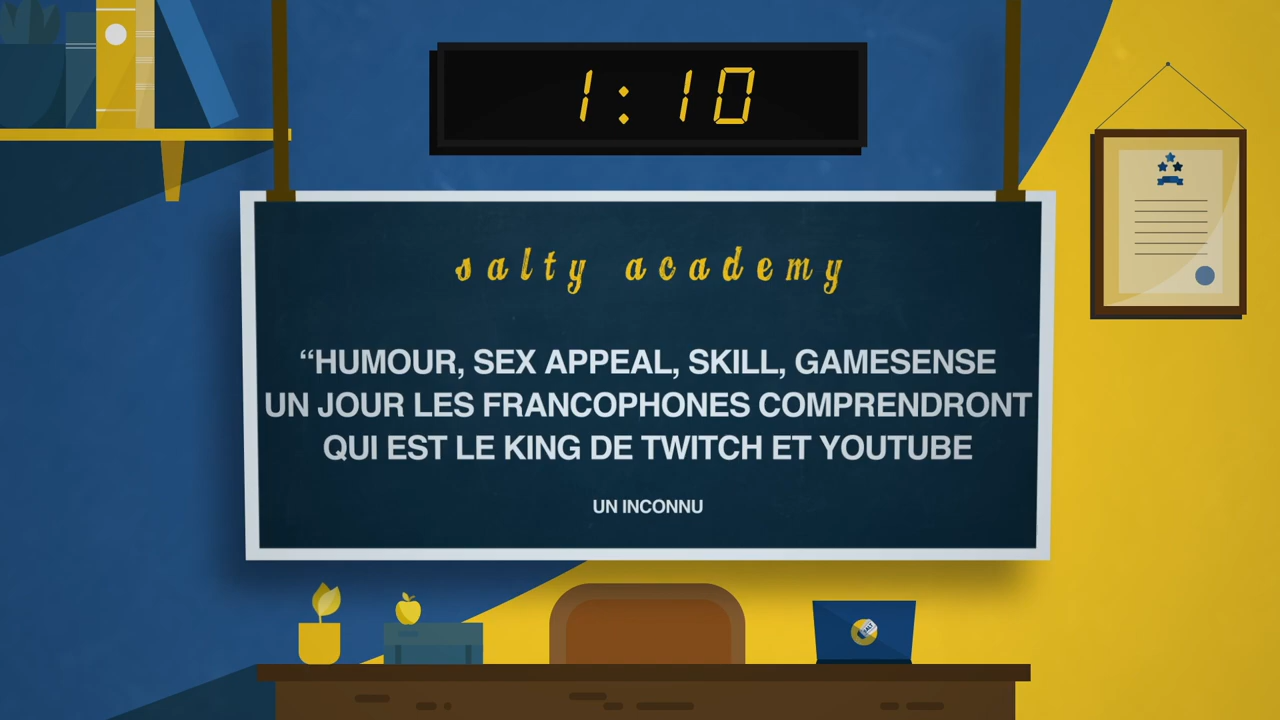 1:10
salty academy
“HUMOUR, SEX APPEAL, SKILL, GAMESENSE
UN JOUR LES FRANCOPHONES COMPRENDRONT
QUI EST LE KING DE TWITCH ET YOUTUBE
UN INCONNU